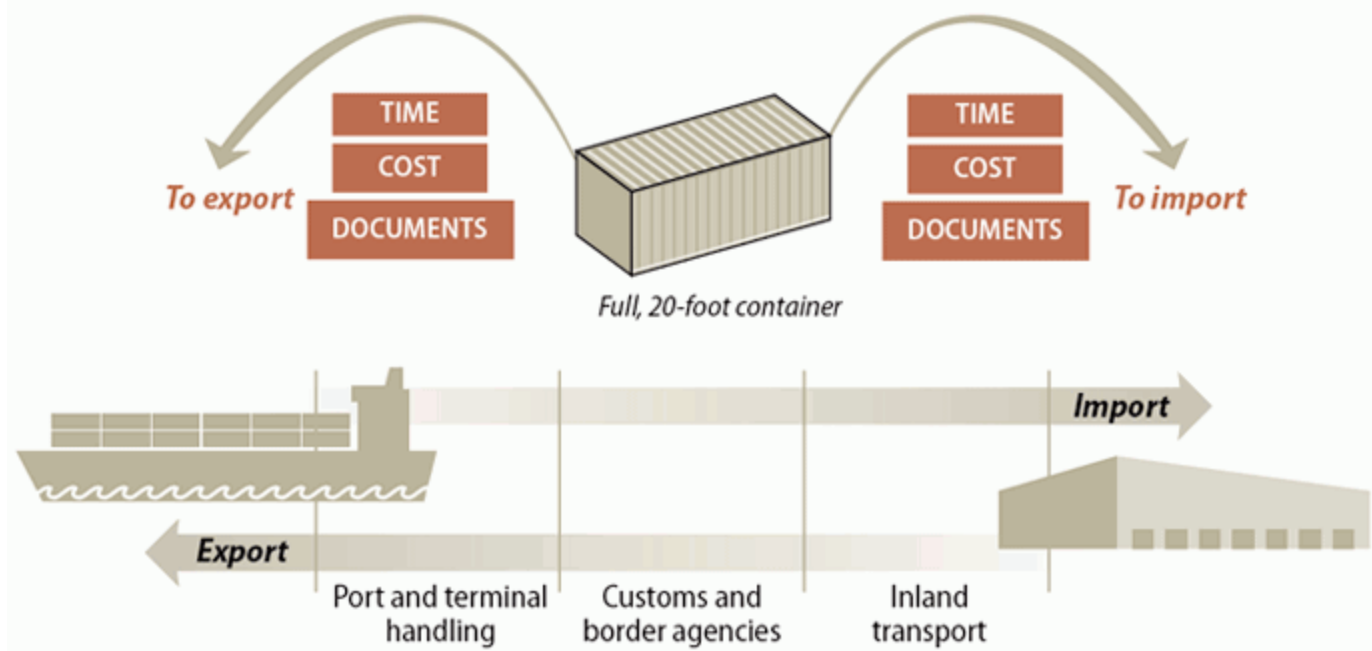 TIME
COST
DOCUMENTS
To export
TIME
COST
DOCUMENTS
To import
Full, 20-foot container
Import
Export
Port and terminal
handling
Customs and
border agencies
Inland
transport